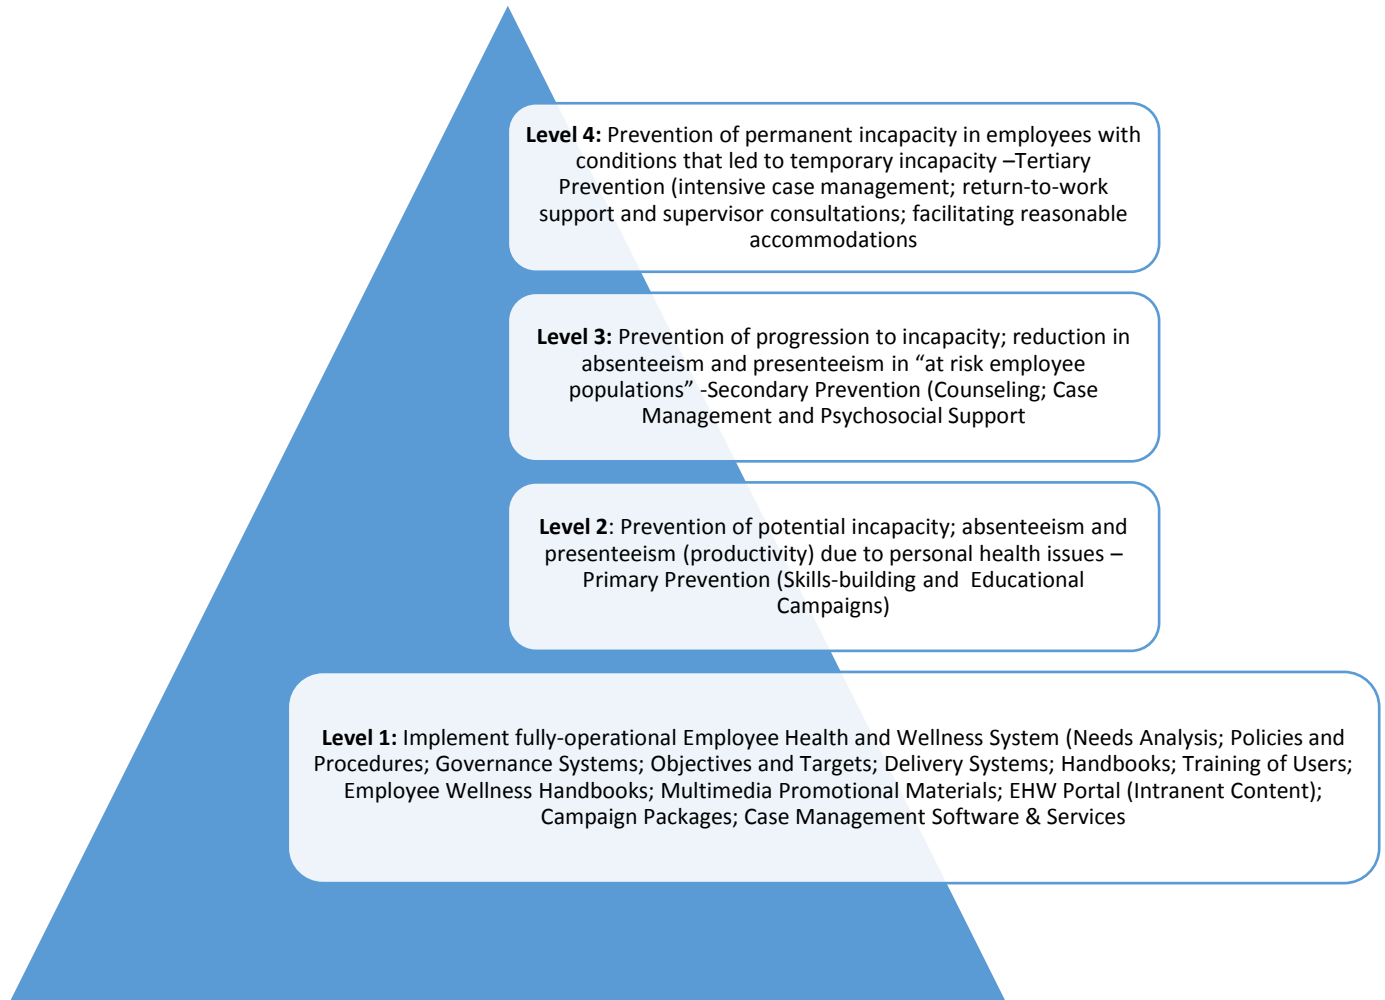 Level 4: Prevention of permanent incapacity in employees with
conditions that led to temporary incapacity –Tertiary
Prevention (intensive case management; return-to-work
support and supervisor consultations; facilitating reasonable
accommodations
Level 3: Prevention of progression to incapacity; reduction in
absenteeism and presenteeism in “at risk employee
populations” -Secondary Prevention (Counseling; Case
Management and Psychosocial Support
Level 2: Prevention of potential incapacity; absenteeism and
presenteeism (productivity) due to personal health issues –
Primary Prevention (Skills-building and Educational
Campaigns)
Level 1: Implement fully-operational Employee Health and Wellness System (Needs Analysis; Policies and
Procedures; Governance Systems; Objectives and Targets; Delivery Systems; Handbooks; Training of Users;
Employee Wellness Handbooks; Multimedia Promotional Materials; EHW Portal (Intranent Content);
Campaign Packages; Case Management Software & Services